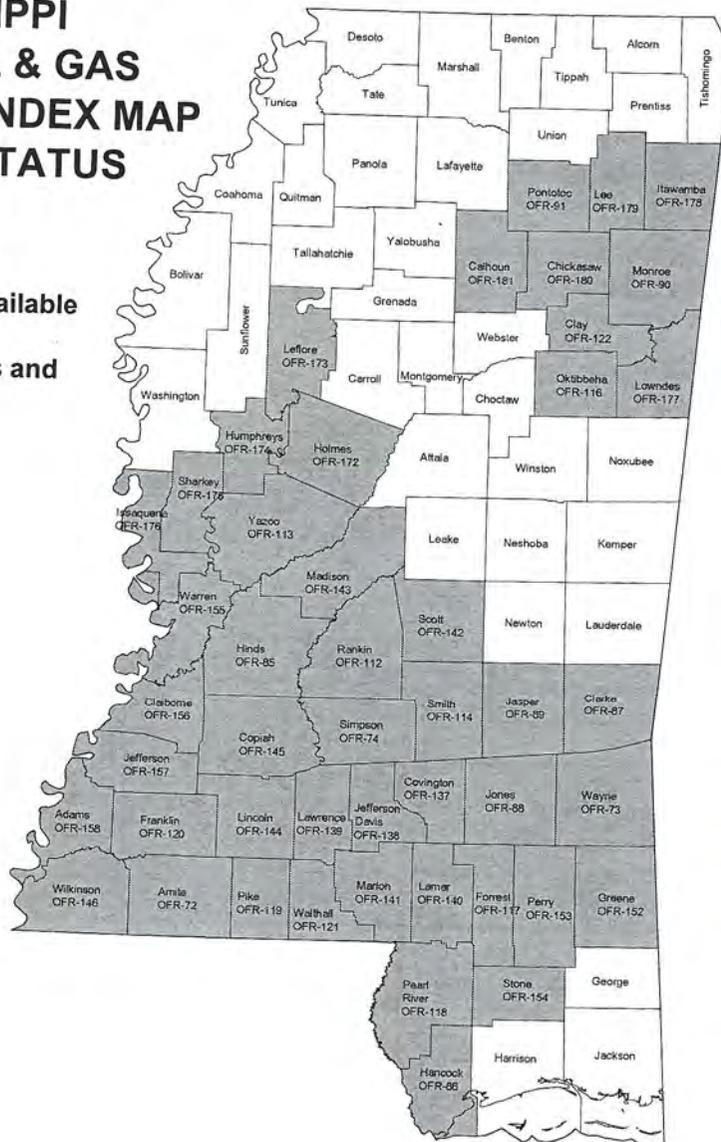 IPPI
& GAS
NDEX MAP
TATUS
ailable
s and
Desoto
Benton
Alcorn
Marshall
Tippah
Tishomingo
Tunica
Tate
Prentiss
Union
Panola
Lafayette
Coahoma
Quitman
Pontotoc
OFR-91
Lee
OFR-179
Itawamba
OFR-178
Tallahatchie
Yalobusha
Calhoun
OFR-181
Chickasaw
OFR-180
Monroe
OFR-90
Bolivar
Sunflower
Grenada
Leflore
OFR-173
Webster
Clay
OFR-122
Carroll
Montgomery
Oktibbeha
OFR-116
Lowndes
OFR-177
Washington
Choctaw
Humphreys
OFR-174
Holmes
OFR-172
Attala
Winston
Noxubee
Sharkey
Issaquena
OFR-176
Yazoo
OFR-113
Leake
Neshoba
Kemper
Madison
OFR-143
Warren
OFR-155
Scott
OFR-142
Newton
Lauderdale
Hinds
OFR-85
Rankin
OFR-112
Claiborne
OFR-156
Smith
OFR-114
Jasper
OFR-89
Clarke
OFR-87
Copiah
OFR-145
Simpson
OFR-74
Jefferson
OFR-157
Covington
OFR-137
Jones
OFR-88
Wayne
OFR-73
Adams
OFR-158
Franklin
OFR-120
Lincoln
OFR-144
Lawrence
OFR-139
Jefferson
Davis
OFR-138
Wilkinson
OFR-146
Amite
OFR-72
Pike
OFR-119
Walthall
OFR-121
Marion
OFR-141
Lamar
OFR-140
Forrest
OFR-117
Perry
OFR-153
Greene
OFR-152
Pearl
River
OFR-118
Stone
OFR-154
George
Hancock
OFR-86
Harrison
Jackson